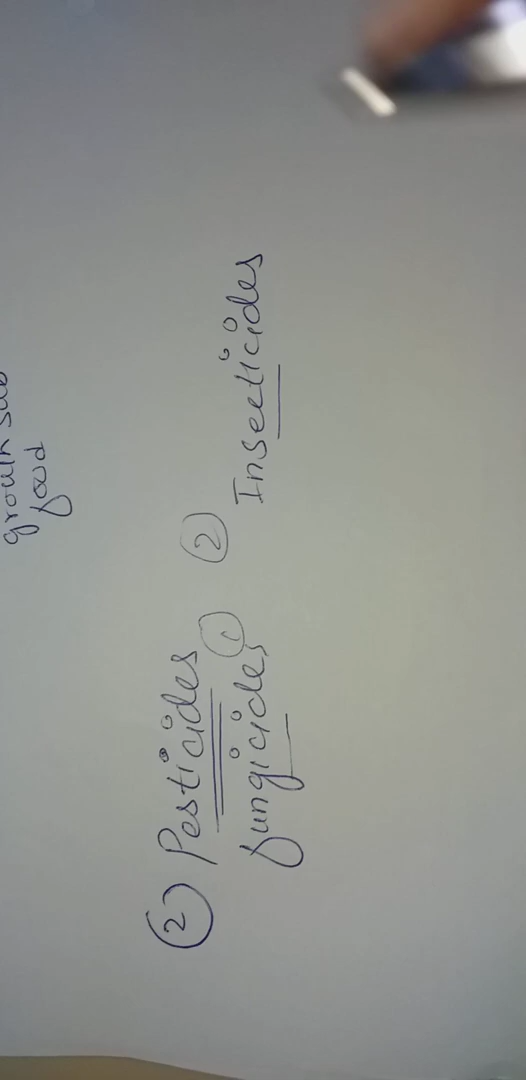 food
② Pesticides
① ②
fungicides Insecticides